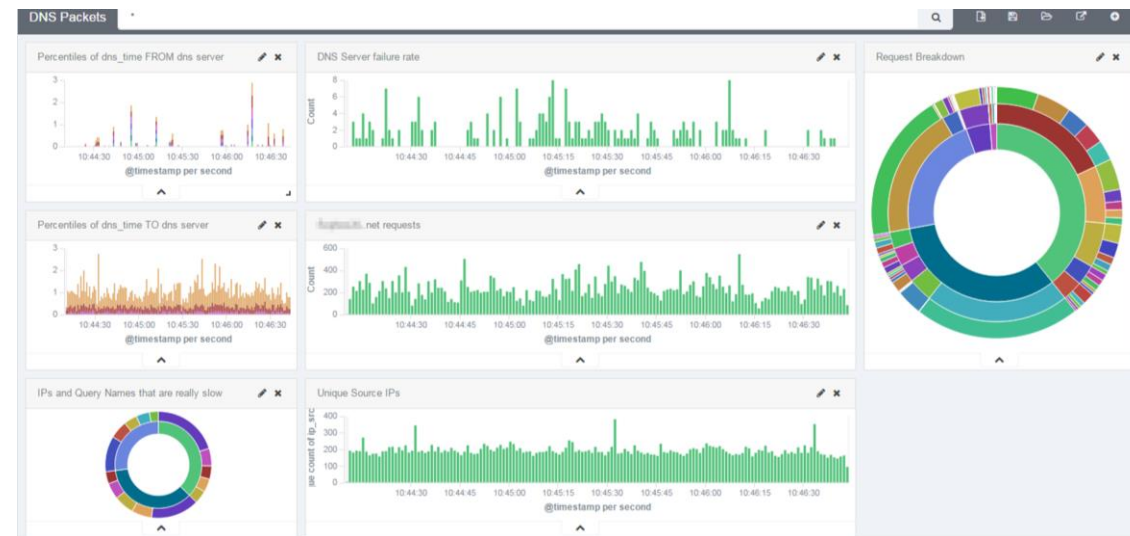 DNS Packets *
Percentiles of dns_time FROM dns server
3
2
1
0
10:44:30 10:45:00 10:45:30 10:46:00 10:46:30
@timestamp per second
DNS Server failure rate
Count
8
6
4
2
0
10:44:30 10:44:45 10:45:00 10:45:15 10:45:30 10:45:45 10:46:00 10:46:15 10:46:30
@timestamp per second
Request Breakdown
Percentiles of dns_time TO dns server
3
2
1
0
10:44:30 10:45:00 10:45:30 10:46:00 10:46:30
@timestamp per second
.net requests
Count
600
400
200
0
10:44:30 10:44:45 10:45:00 10:45:15 10:45:30 10:45:45 10:46:00 10:46:15 10:46:30
@timestamp per second
IPs and Query Names that are really slow
Unique Source IPs
count of ip_src
400
300
200
100
0
10:44:30 10:44:45 10:45:00 10:45:15 10:45:30 10:45:45 10:46:00 10:46:15 10:46:30
@timestamp per second